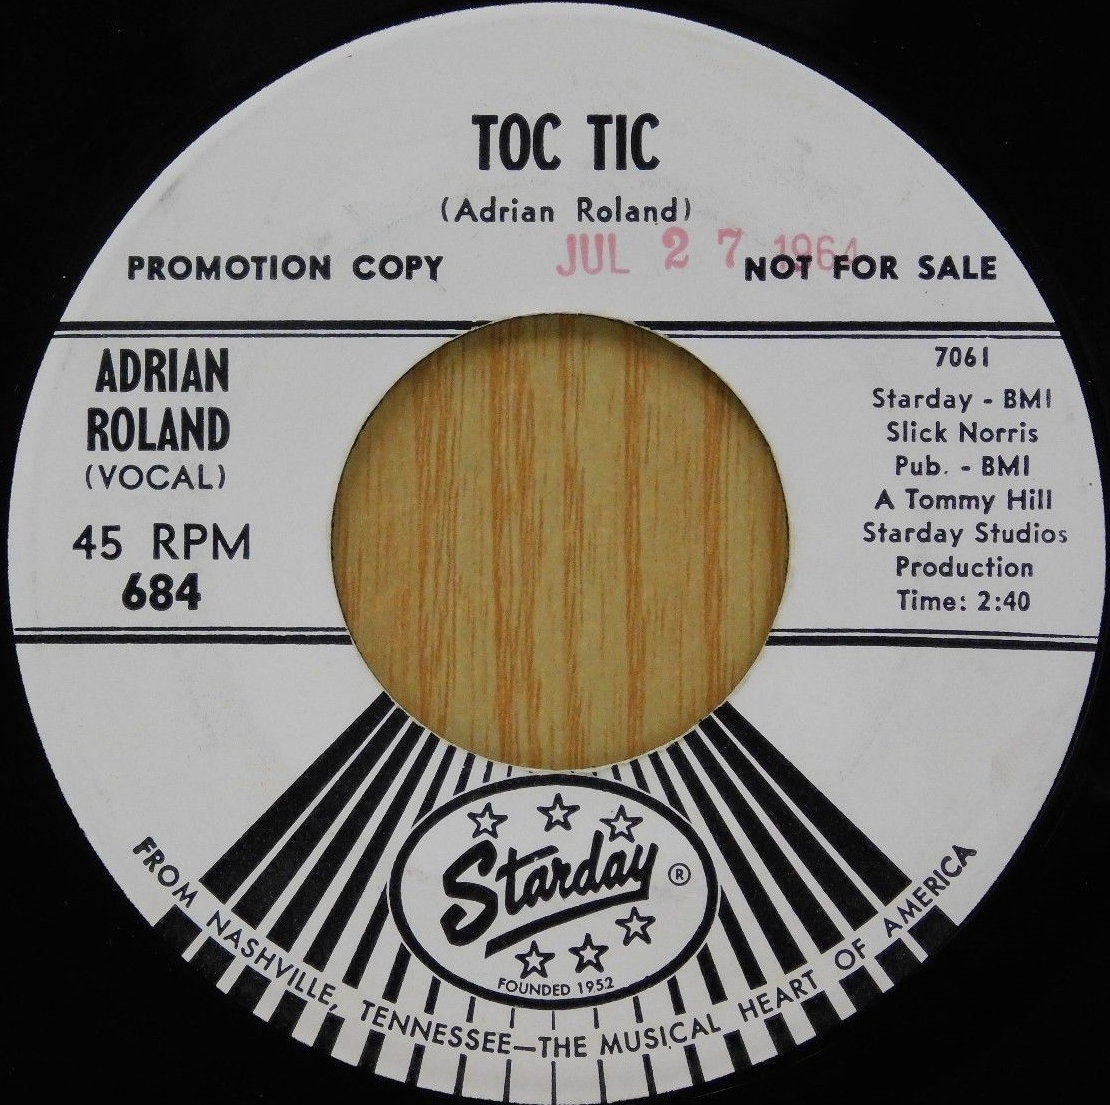 TOC TIC
(Adrian Roland)
JUL 27 1964
PROMOTION COPY
NOT FOR SALE
ADRIAN
ROLAND
(VOCAL)
45 RPM
684
7061
Starday - BMI
Slick Norris
Pub. - BMI
A Tommy Hill
Starday Studios
Production
Time: 2:40
Starday ®
FOUNDED 1952
FROM NASHVILLE, TENNESSEE—THE MUSICAL HEART OF AMERICA